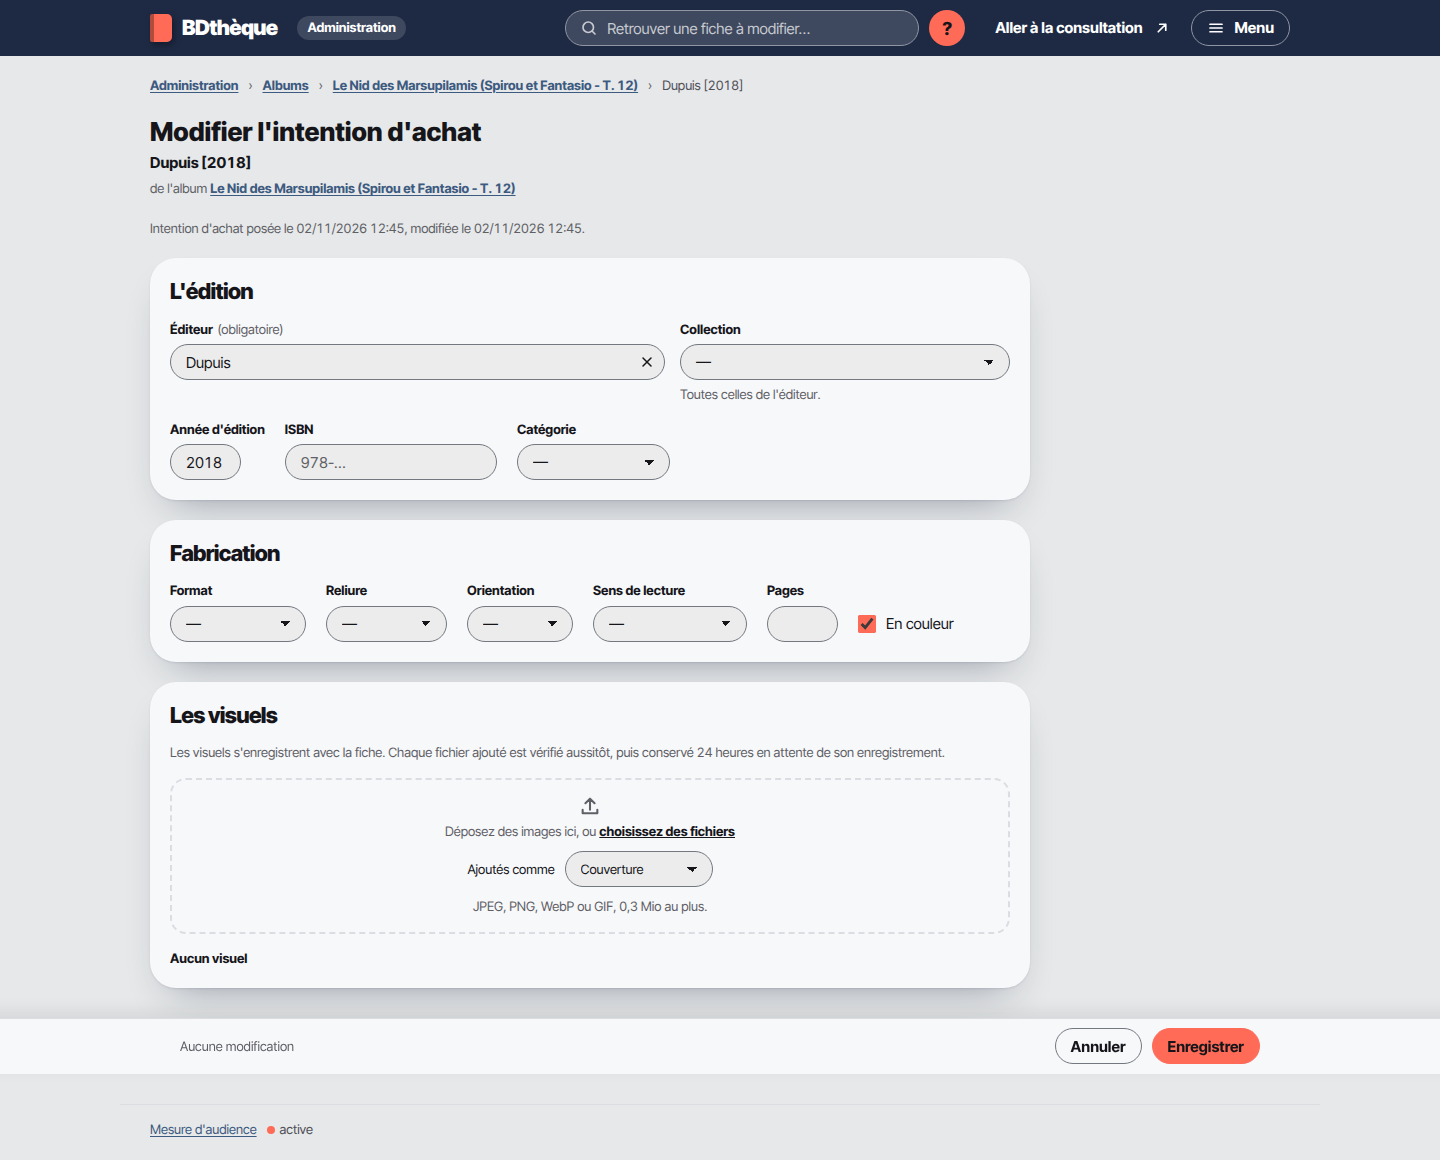 BDthèque Administration Retrouver une fiche à modifier... ? Aller à la consultation Menu
Administration › Albums › Le Nid des Marsupilamis (Spirou et Fantasio - T. 12) › Dupuis [2018]
Modifier l'intention d'achat
Dupuis [2018]
de l'album Le Nid des Marsupilamis (Spirou et Fantasio - T. 12)
Intention d'achat posée le 02/11/2026 12:45, modifiée le 02/11/2026 12:45.
L'édition
Éditeur (obligatoire) Collection
Dupuis —
Toutes celles de l'éditeur.
Année d'édition ISBN Catégorie
2018 978-... —
Fabrication
Format Reliure Orientation Sens de lecture Pages
— — — — En couleur
Les visuels
Les visuels s'enregistrent avec la fiche. Chaque fichier ajouté est vérifié aussitôt, puis conservé 24 heures en attente de son enregistrement.
Déposez des images ici, ou choisissez des fichiers
Ajoutés comme Couverture
JPEG, PNG, WebP ou GIF, 0,3 Mio au plus.
Aucun visuel
Aucune modification Annuler Enregistrer
Mesure d'audience active